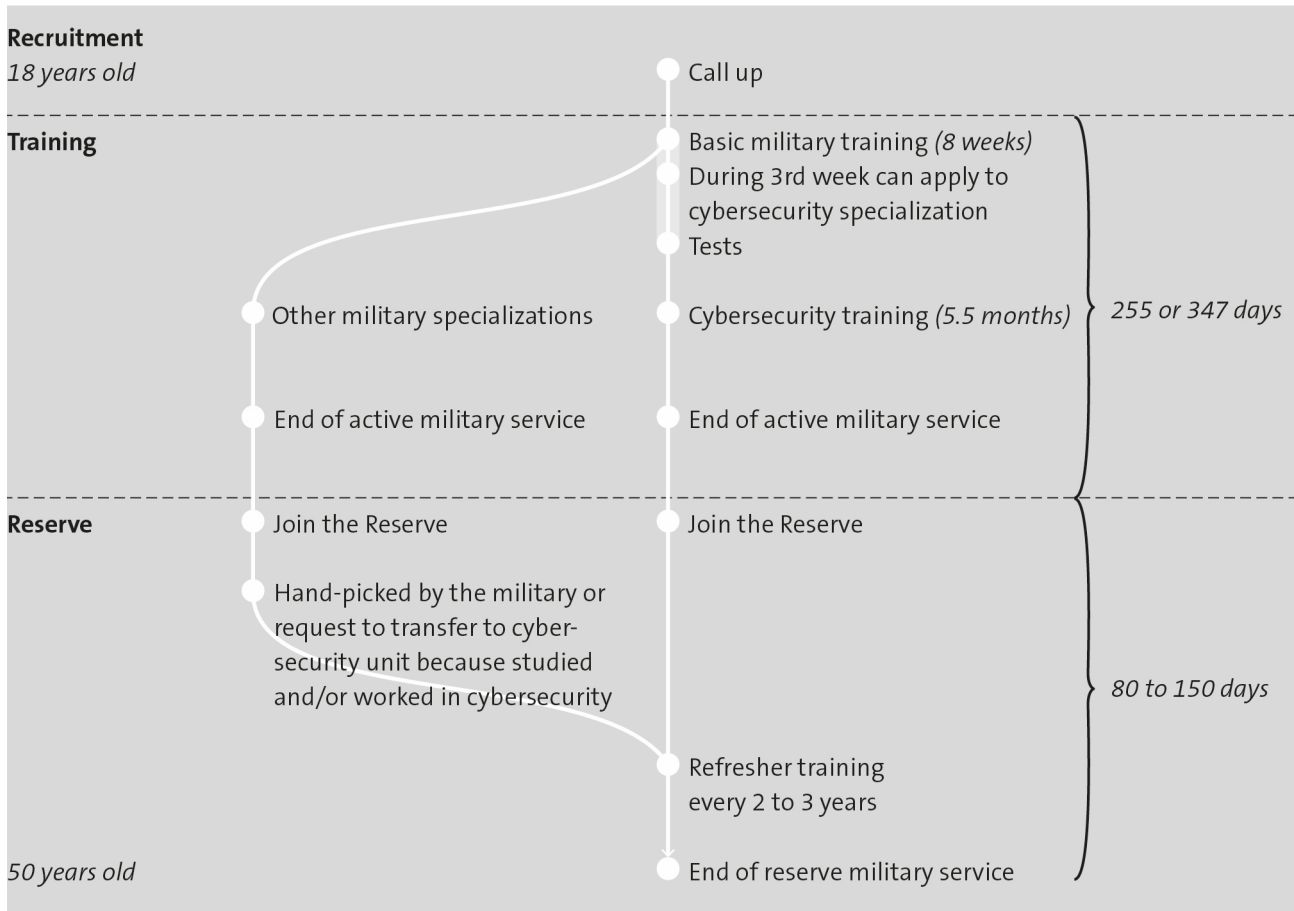 Recruitment
18 years old
Call up
Training
Basic military training (8 weeks)
During 3rd week can apply to
cybersecurity specialization
Tests
Other military specializations
Cybersecurity training (5.5 months)
255 or 347 days
End of active military service
End of active military service
Reserve
Join the Reserve
Join the Reserve
Hand-picked by the military or
request to transfer to cyber-
security unit because studied
and/or worked in cybersecurity
80 to 150 days
Refresher training
every 2 to 3 years
50 years old
End of reserve military service